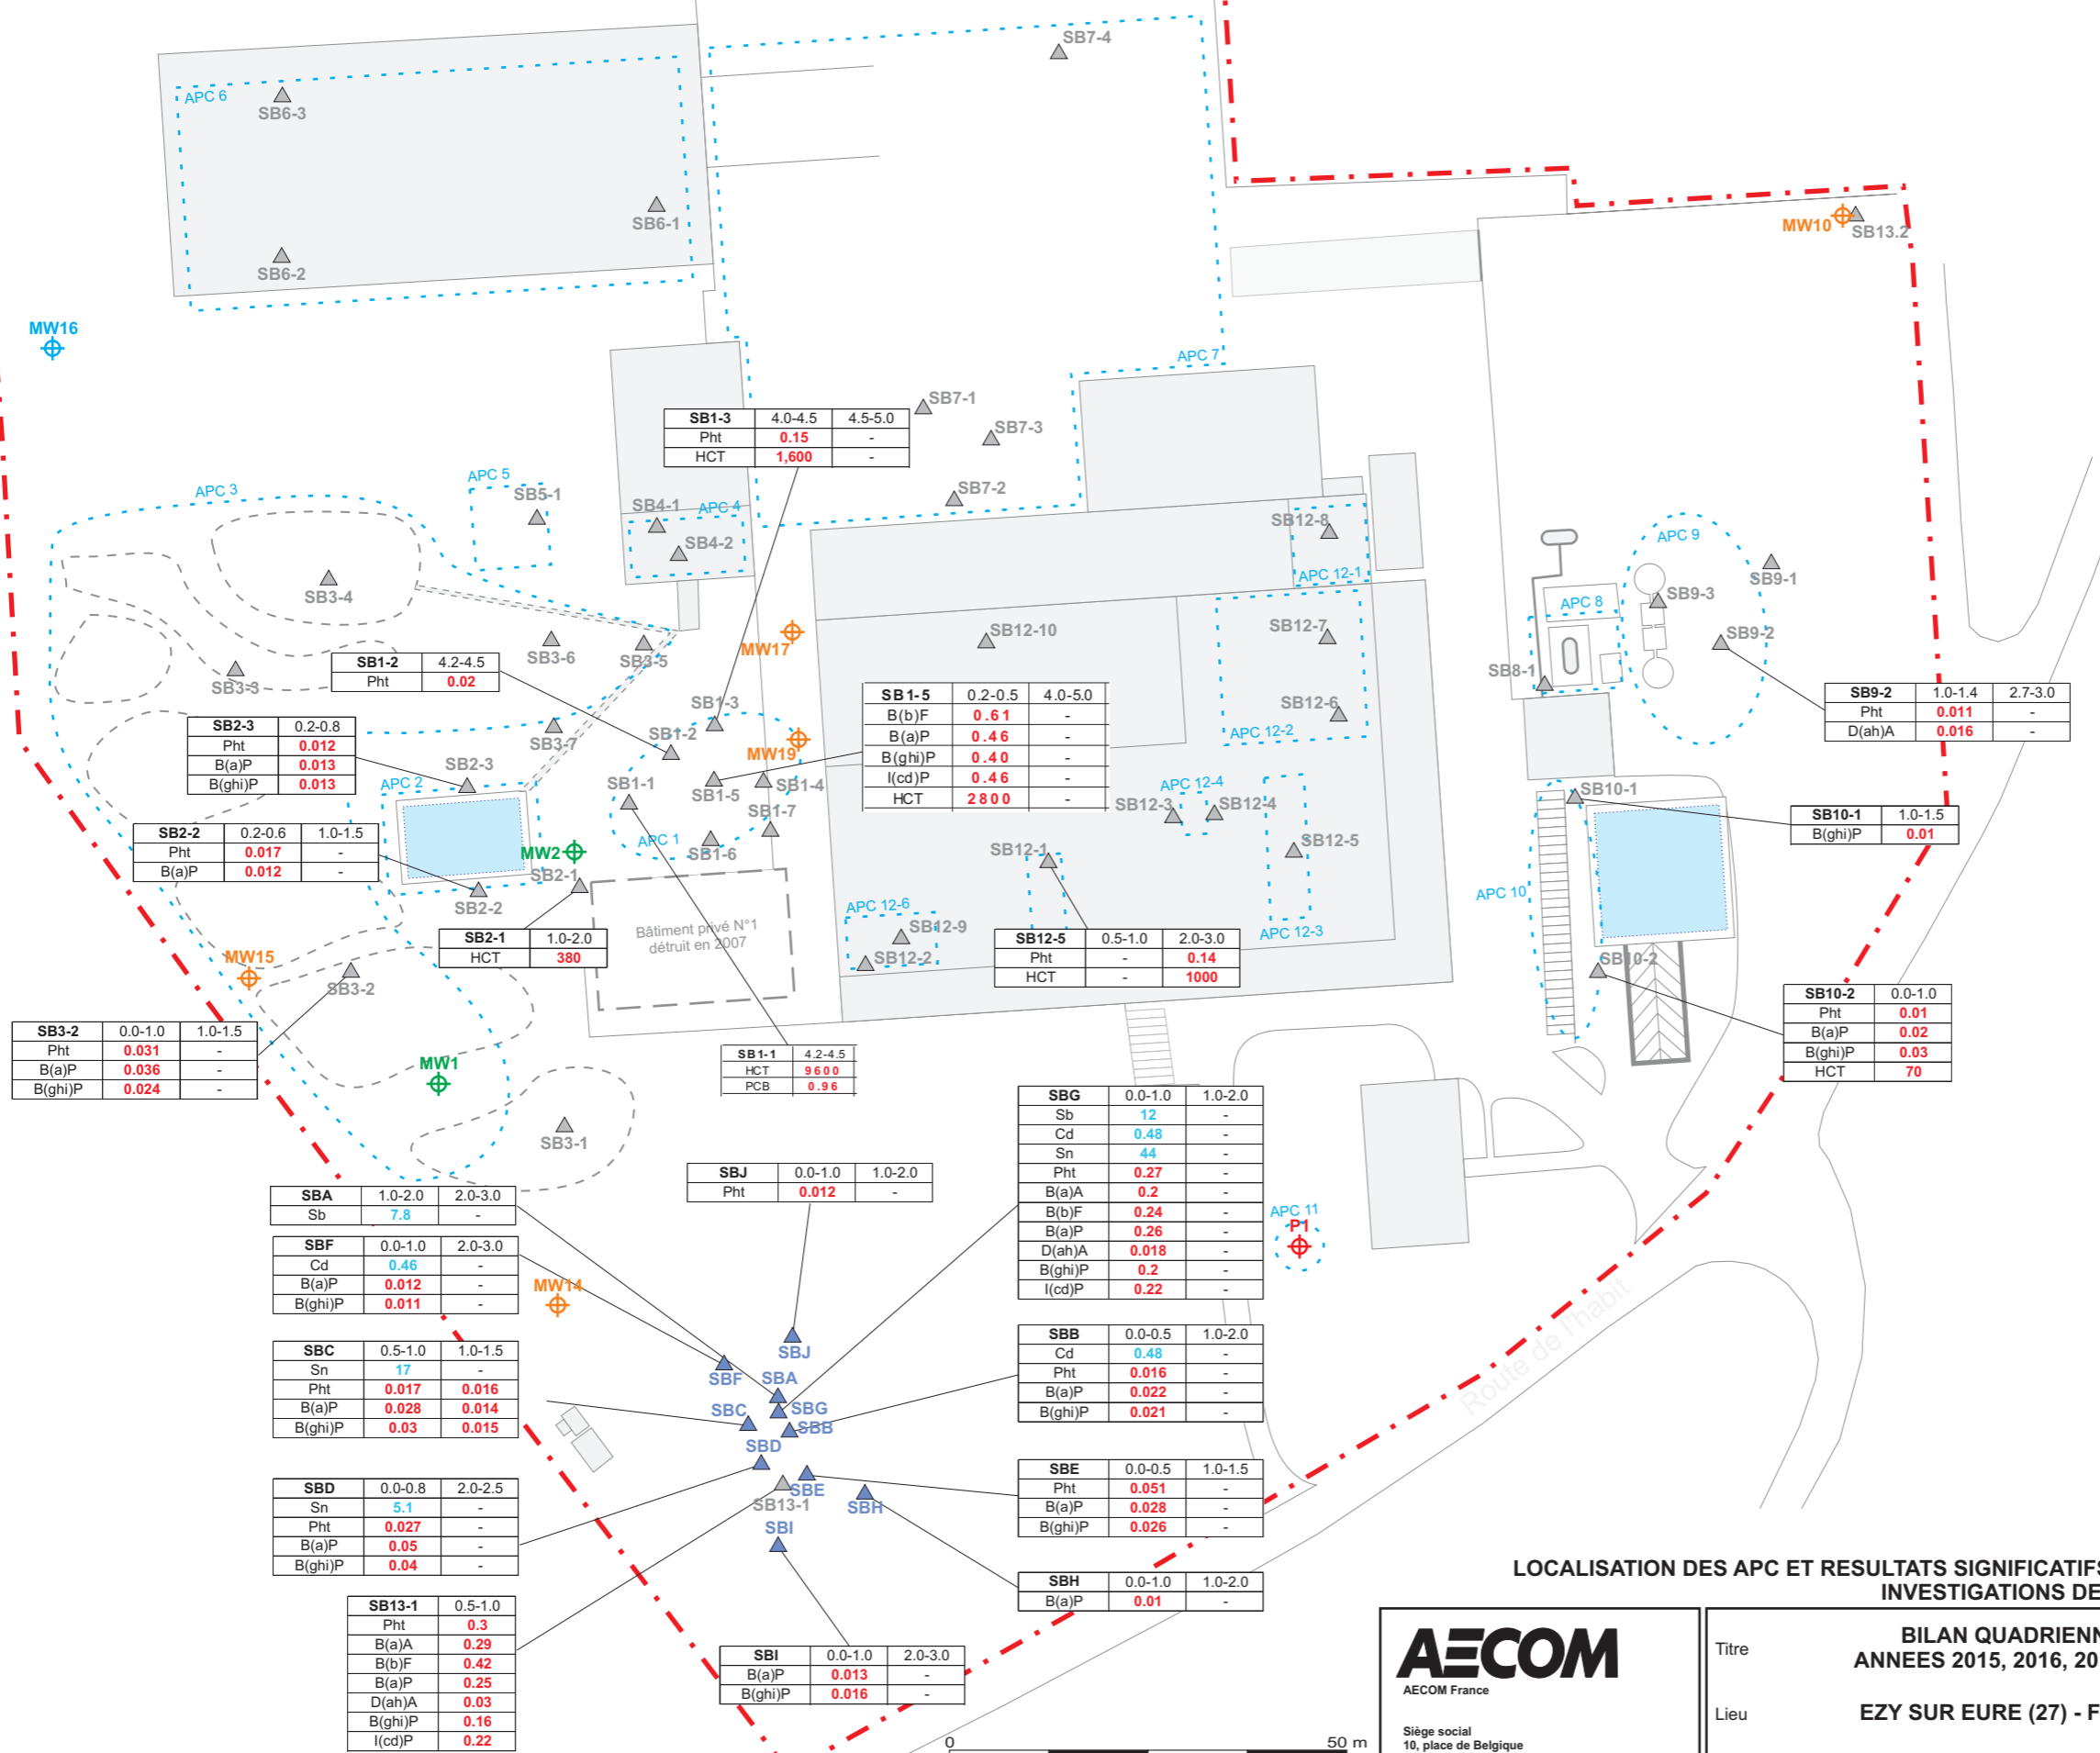 SB7-4
APC 6
SB6-3
SB6-1
SB6-2
MW10
SB13.2
MW16
APC 7
SB1-3 4.0-4.5 4.5-5.0
Pht 0.15 -
HCT 1,600 -
SB7-1
SB7-3
SB7-2
APC 3
APC 5
SB5-1
SB4-1
APC 4
SB4-2
SB12-8
APC 12-1
APC 9
SB9-1
SB9-3
APC 8
SB9-2
SB3-4
SB12-10
SB12-7
SB3-6
SB3-5
MW17
SB1-2 4.2-4.5
Pht 0.02
SB3-3
SB8-1
SB9-2 1.0-1.4 2.7-3.0
Pht 0.011 -
D(ah)A 0.016 -
SB1-5 0.2-0.5 4.0-5.0
B(b)F 0.61 -
B(a)P 0.46 -
B(ghi)P 0.40 -
I(cd)P 0.46 -
HCT 2800 -
SB1-3
SB12-6
APC 12-2
SB2-3 0.2-0.8
Pht 0.012
B(a)P 0.013
B(ghi)P 0.013
SB3-7
SB1-2
MW19
SB2-3
APC 2
SB1-1
SB1-5
SB1-4
SB1-7
APC 12-4
SB12-3
SB12-4
SB10-1
SB10-1 1.0-1.5
B(ghi)P 0.01
SB2-2 0.2-0.6 1.0-1.5
Pht 0.017 -
B(a)P 0.012 -
MW2
APC 1
SB1-6
SB12-1
SB12-5
SB2-1
SB2-2
APC 10
Bâtiment privé N°1
détruit en 2007
APC 12-6
SB12-9
APC 12-3
SB12-2
SB2-1 1.0-2.0
HCT 380
SB12-5 0.5-1.0 2.0-3.0
Pht - 0.14
HCT - 1000
MW15
SB3-2
SB10-2
SB10-2 0.0-1.0
Pht 0.01
B(a)P 0.02
B(ghi)P 0.03
HCT 70
SB3-2 0.0-1.0 1.0-1.5
Pht 0.031 -
B(a)P 0.036 -
B(ghi)P 0.024 -
MW1
SB1-1 4.2-4.5
HCT 9600
PCB 0.96
SB3-1
SBG 0.0-1.0 1.0-2.0
Sb 12 -
Cd 0.48 -
Sn 44 -
Pht 0.27 -
B(a)A 0.2 -
B(b)F 0.24 -
B(a)P 0.26 -
D(ah)A 0.018 -
B(ghi)P 0.2 -
I(cd)P 0.22 -
SBJ 0.0-1.0 1.0-2.0
Pht 0.012 -
SBA 1.0-2.0 2.0-3.0
Sb 7.8 -
APC 11
P1
SBF 0.0-1.0 2.0-3.0
Cd 0.46 -
B(a)P 0.012 -
B(ghi)P 0.011 -
MW14
Route de l'habit
SBC 0.5-1.0 1.0-1.5
Sn 17 -
Pht 0.017 0.016
B(a)P 0.028 0.014
B(ghi)P 0.03 0.015
SBJ
SBF
SBA
SBC
SBG
SBB
SBD
SBE
SB13-1
SBH
SBI
SBB 0.0-0.5 1.0-2.0
Cd 0.48 -
Pht 0.016 -
B(a)P 0.022 -
B(ghi)P 0.021 -
SBD 0.0-0.8 2.0-2.5
Sn 5.1 -
Pht 0.027 -
B(a)P 0.05 -
B(ghi)P 0.04 -
SBE 0.0-0.5 1.0-1.5
Pht 0.051 -
B(a)P 0.028 -
B(ghi)P 0.026 -
SBH 0.0-1.0 1.0-2.0
B(a)P 0.01 -
SB13-1 0.5-1.0
Pht 0.3
B(a)A 0.29
B(b)F 0.42
B(a)P 0.25
D(ah)A 0.03
B(ghi)P 0.16
I(cd)P 0.22
SBI 0.0-1.0 2.0-3.0
B(a)P 0.013 -
B(ghi)P 0.016 -
0 50 m
LOCALISATION DES APC ET RESULTATS SIGNIFICATIFS
INVESTIGATIONS DE
AECOM
AECOM France
Siège social
10, place de Belgique
Titre
BILAN QUADRIENN
ANNEES 2015, 2016, 20
Lieu
EZY SUR EURE (27) - F